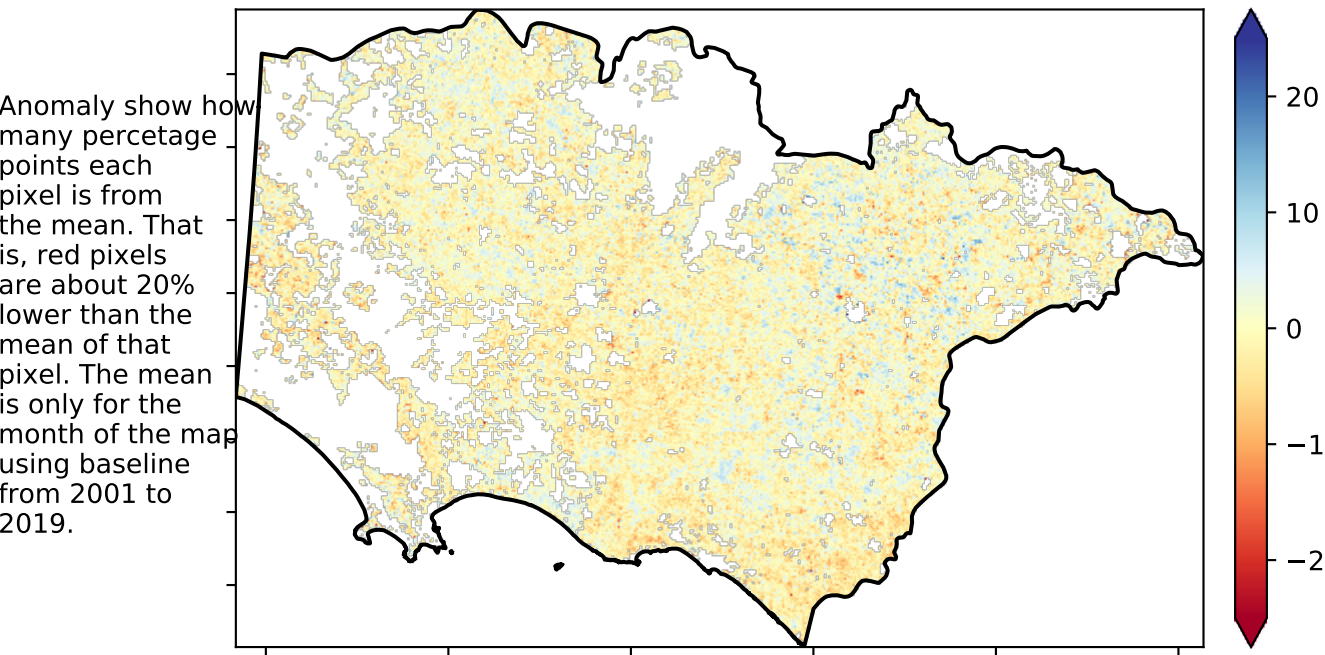 Anomaly show how
many percetage
points each
pixel is from
the mean. That
is, red pixels
are about 20%
lower than the
mean of that
pixel. The mean
is only for the
month of the map
using baseline
from 2001 to
2019.
20
10
0
−1
−2